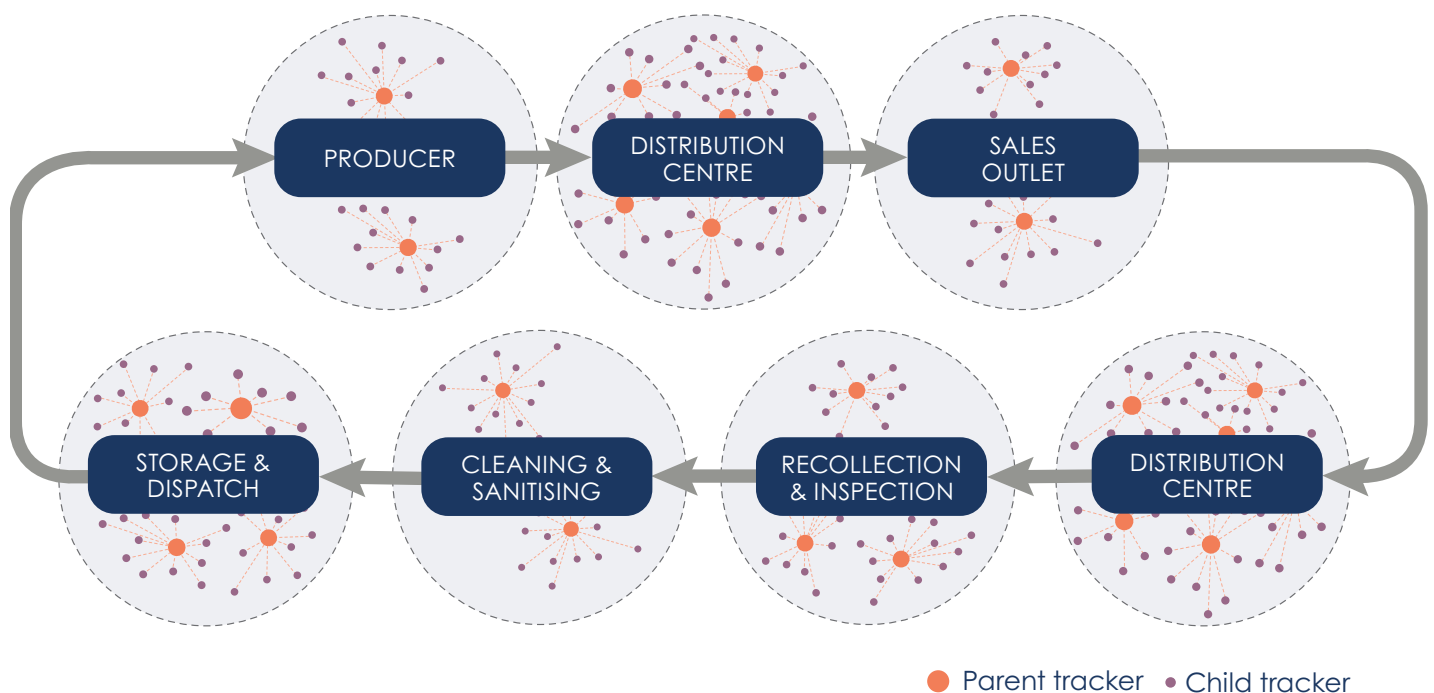 PRODUCER
DISTRIBUTION
CENTRE
SALES
OUTLET
STORAGE &
DISPATCH
CLEANING &
SANITISING
RECOLLECTION
& INSPECTION
DISTRIBUTION
CENTRE
Parent tracker
Child tracker